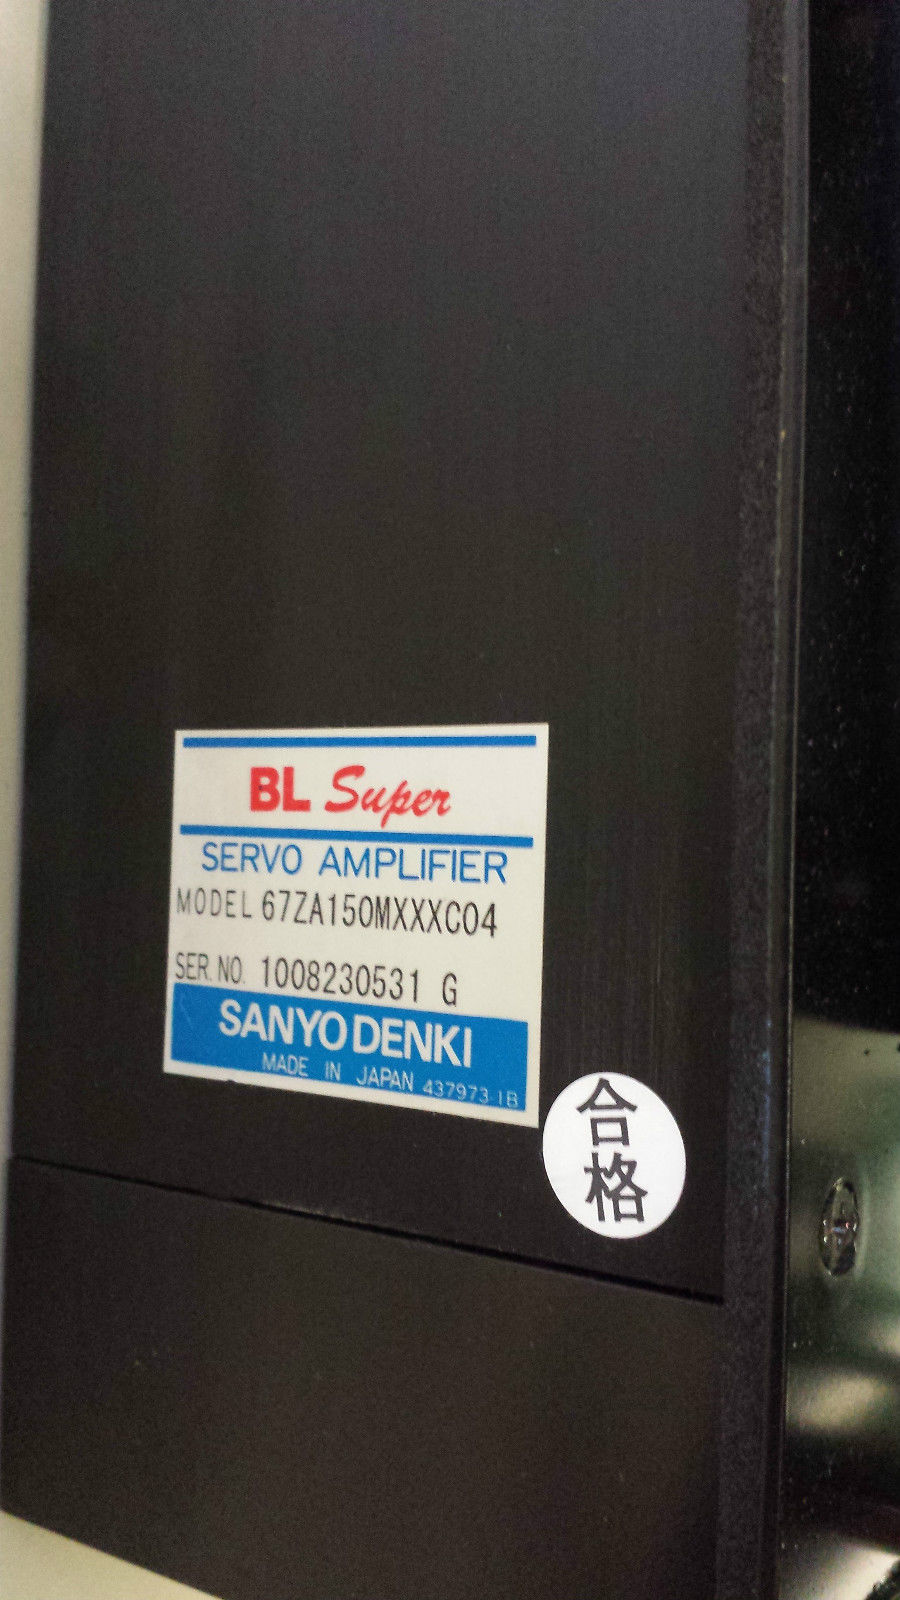 BL Super
SERVO AMPLIFIER
MODEL 67ZA150MXXXC04
SER. NO. 1008230531 G
SANYO DENKI
MADE IN JAPAN 437973-1B
合格